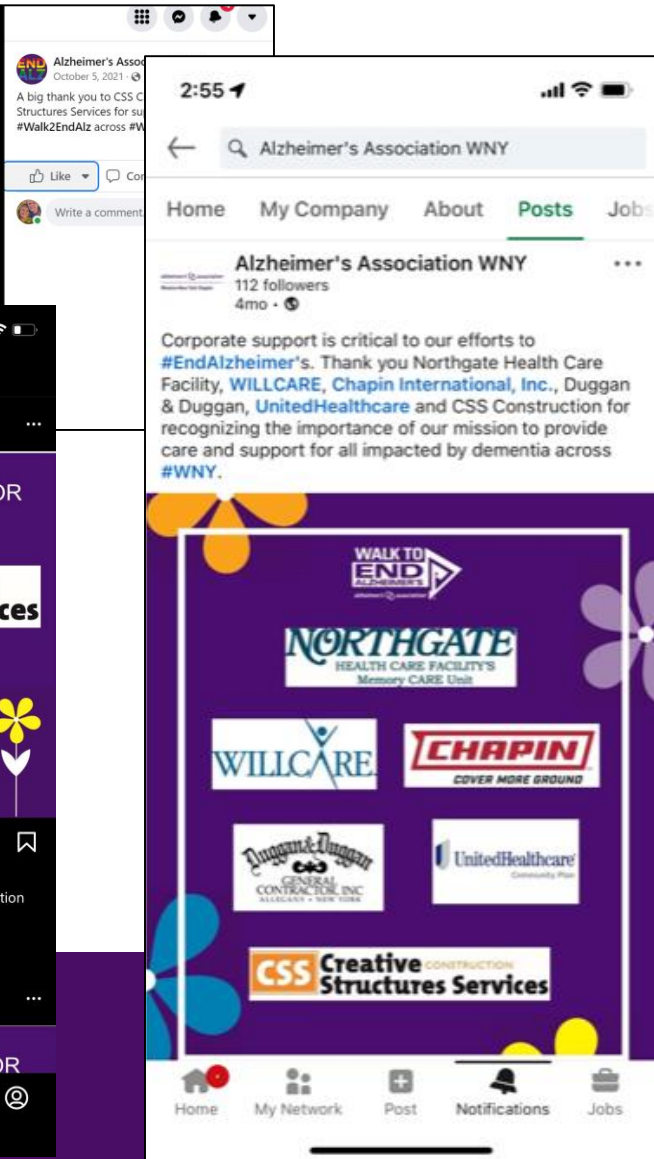 Alzheimer's Assoc
October 5, 2021
A big thank you to CSS C
Structures Services for su
#Walk2EndAlz across #W
Like
Write a comment
OR
ces
tion
OR
2:55
Alzheimer's Association WNY
Home My Company About Posts Jobs
Alzheimer's Association WNY
112 followers
4mo
Corporate support is critical to our efforts to
#EndAlzheimer's. Thank you Northgate Health Care
Facility, WILLCARE, Chapin International, Inc., Duggan
& Duggan, UnitedHealthcare and CSS Construction for
recognizing the importance of our mission to provide
care and support for all impacted by dementia across
#WNY.
WALK TO
END
ALZHEIMER'S
NORTHGATE
HEALTH CARE FACILITY'S
Memory CARE Unit
WILLCARE
CHAPIN
COVER MORE GROUND
Duggan & Duggan
GENERAL
CONTRACTOR, INC
ALLEGANY • NEW YORK
UnitedHealthcare
Community Plan
CSS Creative CONSTRUCTION
Structures Services
Home My Network Post Notifications Jobs